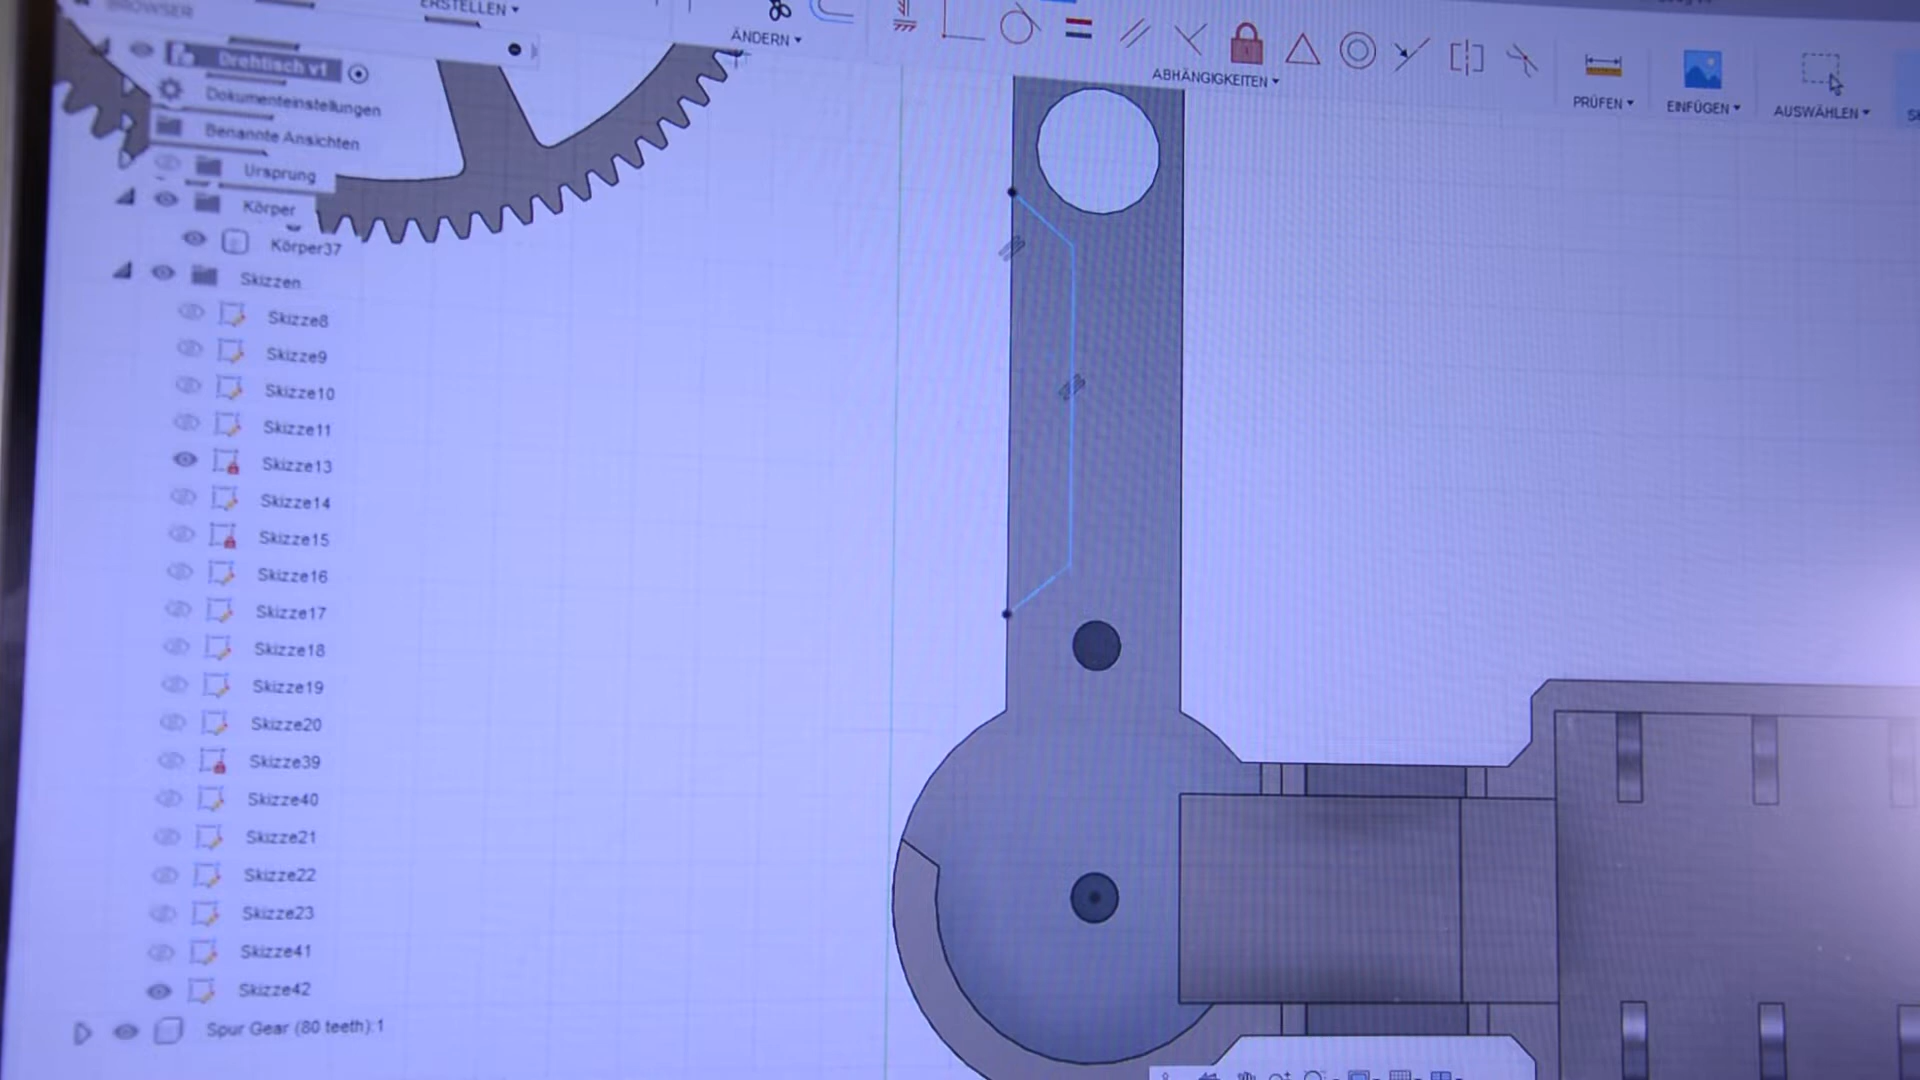 BROWSER
ERSTELLEN
ÄNDERN
ABHÄNGIGKEITEN
PRÜFEN
EINFÜGEN
AUSWÄHLEN
Drehtisch v1
Dokumenteinstellungen
Benannte Ansichten
Ursprung
Körper
Körper37
Skizzen
Skizze8
Skizze9
Skizze10
Skizze11
Skizze13
Skizze14
Skizze15
Skizze16
Skizze17
Skizze18
Skizze19
Skizze20
Skizze39
Skizze40
Skizze21
Skizze22
Skizze23
Skizze41
Skizze42
Spur Gear (80 teeth):1